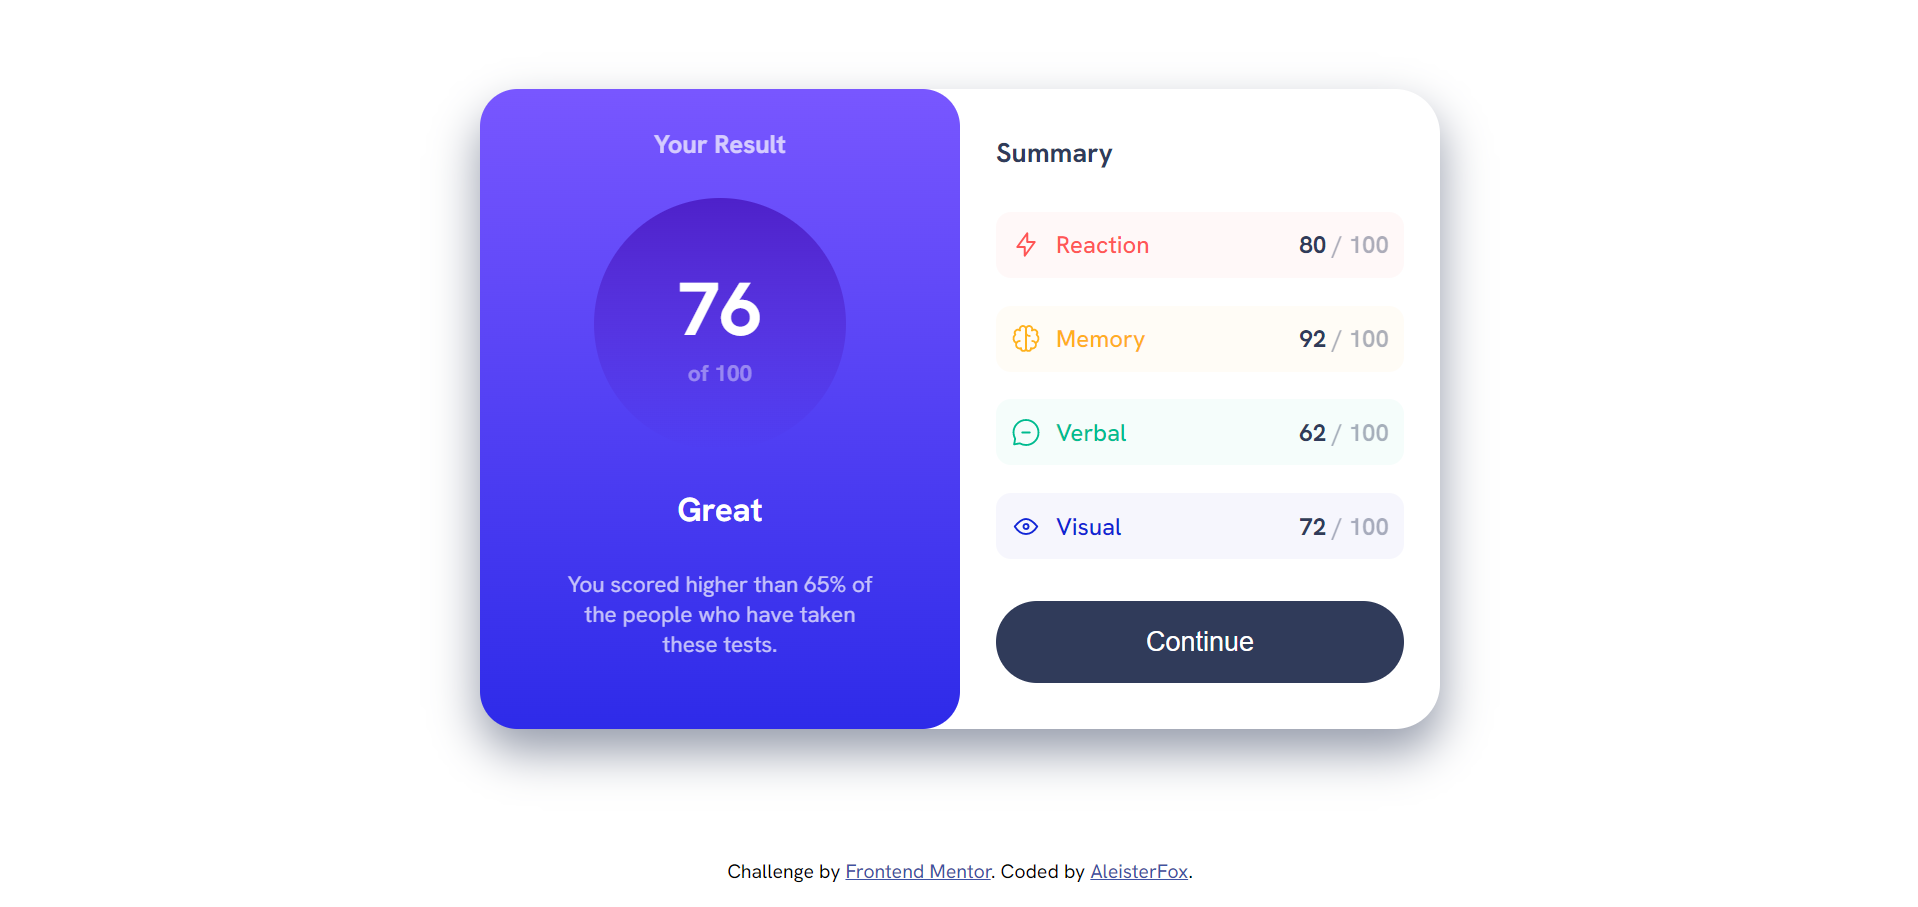 Your Result
76
of 100
Great
You scored higher than 65% of
the people who have taken
these tests.
Summary
Reaction 80 / 100
Memory 92 / 100
Verbal 62 / 100
Visual 72 / 100
Continue
Challenge by Frontend Mentor. Coded by AleisterFox.